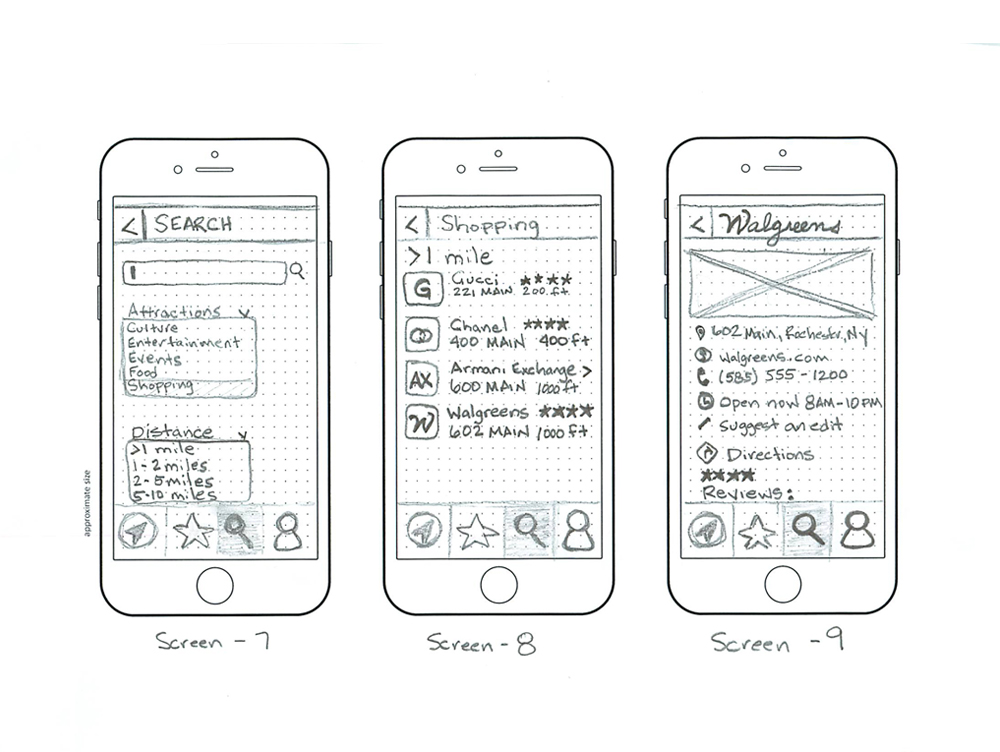 < SEARCH
Attractions
Culture
Entertainment
Events
Food
Shopping
Distance
>1 mile
1-2 miles
2-5 miles
5-10 miles
approximate size
Screen - 7
< Shopping
>1 mile
G Gucci ★★★★
221 MAIN 200 ft
Chanel ★★★★
400 MAIN 400 ft
AX Armani Exchange >
600 MAIN 1000 ft
W Walgreens ★★★★
602 MAIN 1000 ft
Screen - 8
< Walgreens
602 Main, Rochester, NY
walgreens.com
(585) 555-1200
Open now 8AM-10PM
Suggest an edit
Directions
★★★★
Reviews:
Screen - 9